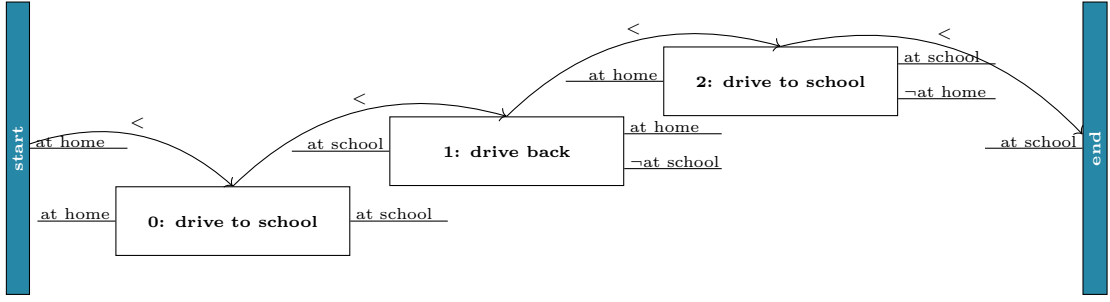 start
at home
<
at home
0: drive to school
at school
<
at school
1: drive back
at home
¬at school
<
at home
2: drive to school
at school
¬at home
<
at school
end